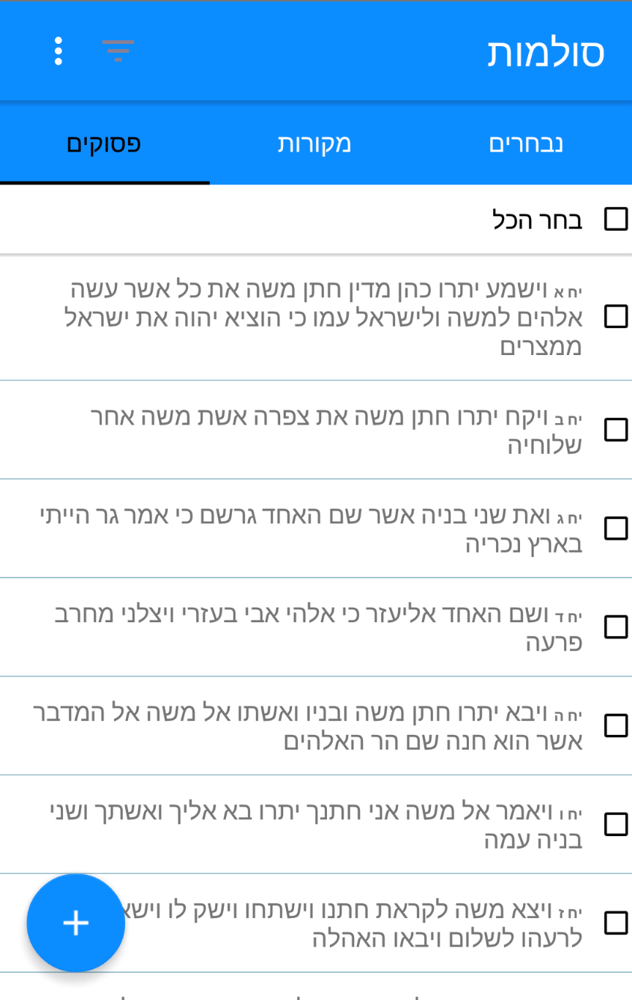 סולמות
נבחרים
מקורות
פסוקים
בחר הכל
יח א וישמע יתרו כהן מדין חתן משה את כל אשר עשה
אלהים למשה ולישראל עמו כי הוציא יהוה את ישראל
ממצרים
יח ב ויקח יתרו חתן משה את צפרה אשת משה אחר
שלוחיה
יח ג ואת שני בניה אשר שם האחד גרשם כי אמר גר הייתי
בארץ נכריה
יח ד ושם האחד אליעזר כי אלהי אבי בעזרי ויצלני מחרב
פרעה
יח ה ויבא יתרו חתן משה ובניו ואשתו אל משה אל המדבר
אשר הוא חנה שם הר האלהים
יח ו ויאמר אל משה אני חתנך יתרו בא אליך ואשתך ושני
בניה עמה
יח ז ויצא משה לקראת חתנו וישתחו וישק לו
לרעהו לשלום ויבאו האהלה